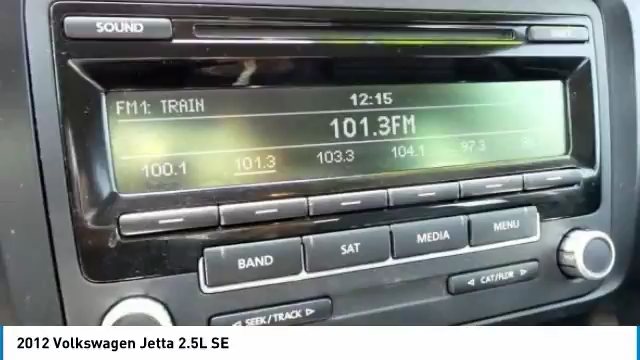 SOUND
FM1: TRAIN 12:15
101.3FM
100.1 101.3 103.3 104.1 97.3
BAND SAT MEDIA MENU
SEEK/TRACK CAT/FLDR
2012 Volkswagen Jetta 2.5L SE